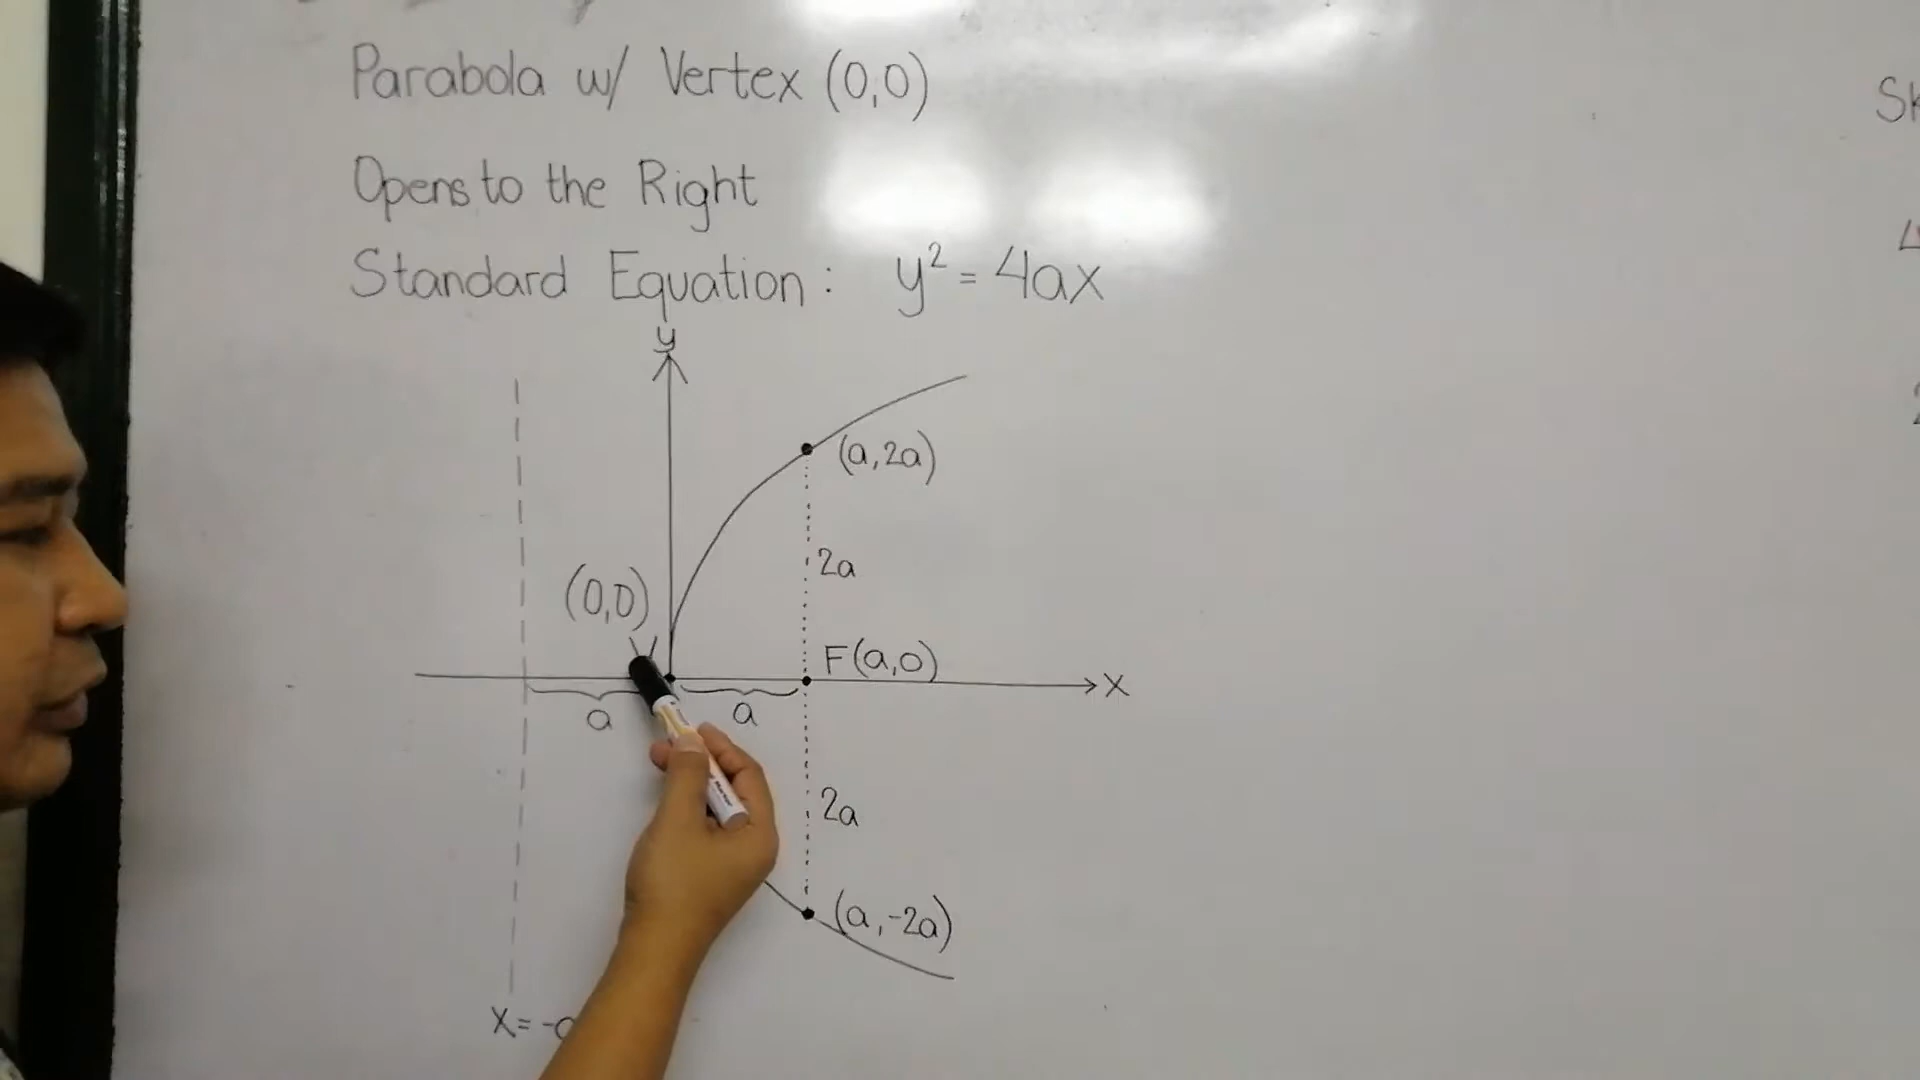 Parabola w/ Vertex (0,0)
Opens to the Right
Standard Equation: y² = 4ax
y
(a,2a)
2a
(0,0)
V
F(a,0)
x
a
a
2a
(a,-2a)
x= -a